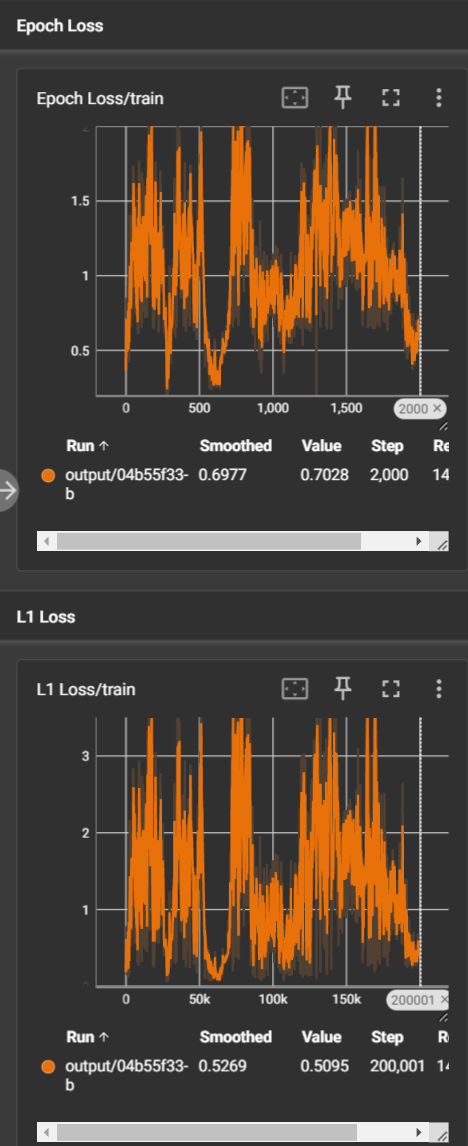 Epoch Loss
Epoch Loss/train
1.5
1
0.5
0 500 1,000 1,500 2000 ×
Run ↑ Smoothed Value Step Re
output/04b55f33- 0.6977 0.7028 2,000 14
b
L1 Loss
L1 Loss/train
3
2
1
0 50k 100k 150k 200001 ×
Run ↑ Smoothed Value Step R
output/04b55f33- 0.5269 0.5095 200,001 14
b